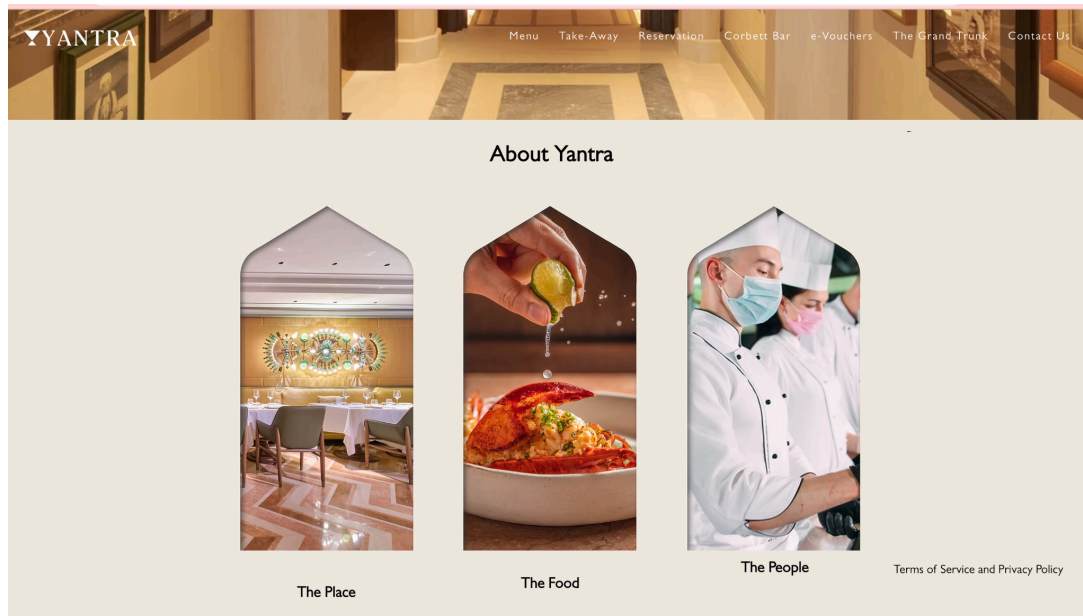 YANTRA
Menu Take-Away Reservation Corbett Bar e-Vouchers The Grand Trunk Contact Us
About Yantra
The Place
The Food
The People
Terms of Service and Privacy Policy